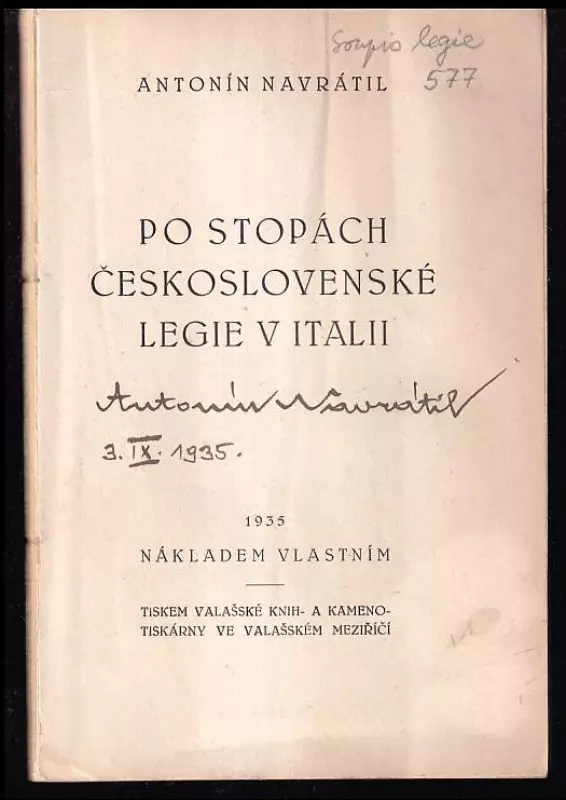 Soupis legie
577
ANTONÍN NAVRÁTIL
PO STOPÁCH
ČESKOSLOVENSKÉ
LEGIE V ITALII
Antonín Navrátil
3. IX. 1935.
1935
NÁKLADEM VLASTNÍM
TISKEM VALAŠSKÉ KNIH- A KAMENO-
TISKÁRNY VE VALAŠSKÉM MEZIŘÍČÍ